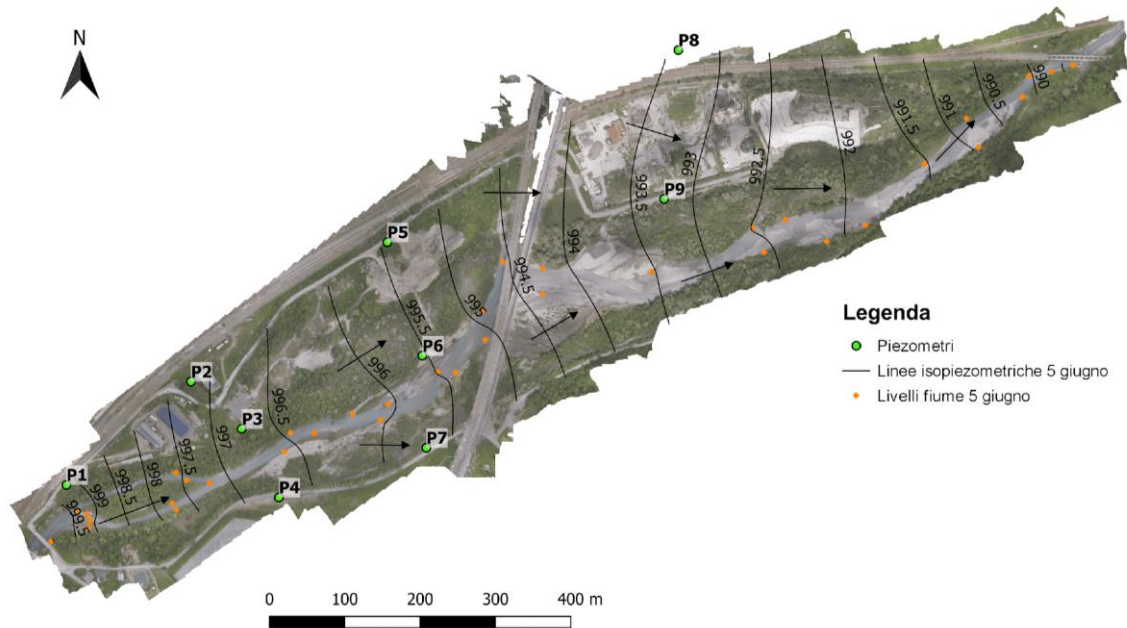 N
P8
990
990.5
991
991.5
992
992.5
993
993.5
P9
994
994.5
P5
995
995.5
P6
996
P7
P2
996.5
P3
997
997.5
998
998.5
P1
999
999.5
P4
Legenda
Piezometri
Linee isopiezometriche 5 giugno
Livelli fiume 5 giugno
0 100 200 300 400 m